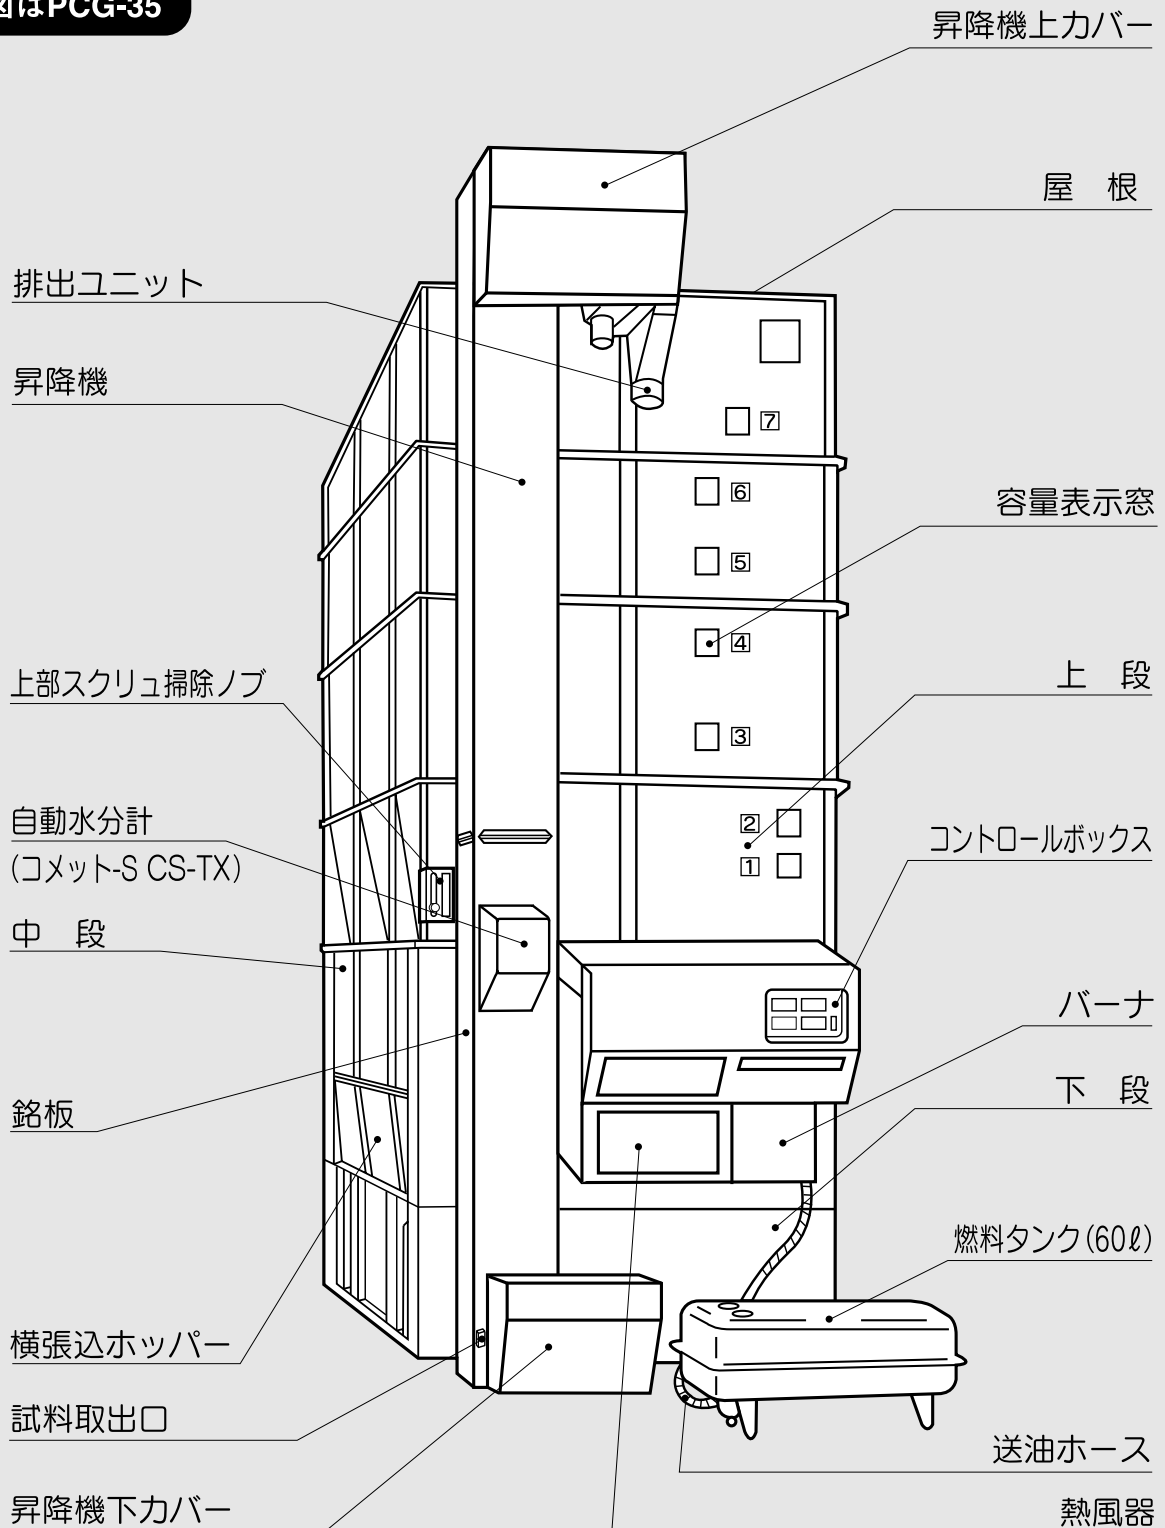 図はPCG-35
昇降機上カバー
屋 根
排出ユニット
昇降機
7
6
容量表示窓
5
4
上部スクリュ掃除ノブ
上 段
3
自動水分計
(コメット-S CS-TX)
2
コントロールボックス
1
中 段
バーナ
下 段
銘板
燃料タンク(60ℓ)
横張込ホッパー
試料取出口
送油ホース
昇降機下カバー
熱風器